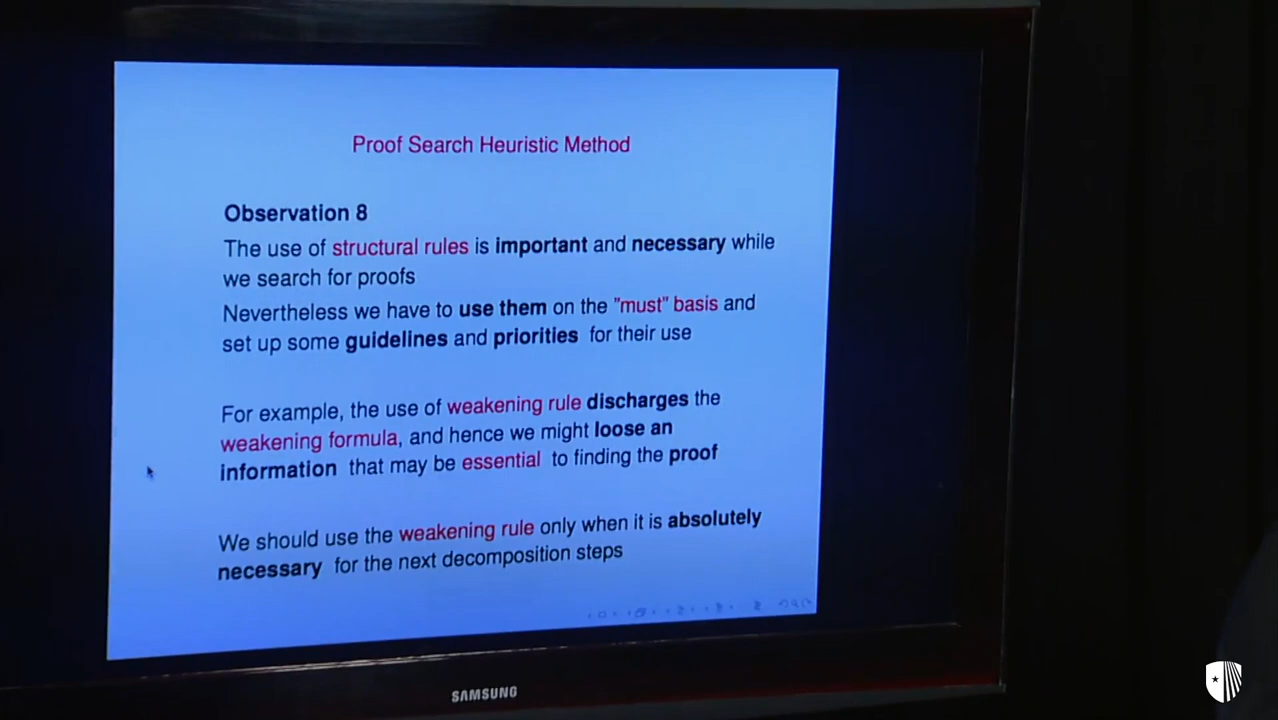 Proof Search Heuristic Method
Observation 8
The use of structural rules is important and necessary while
we search for proofs
Nevertheless we have to use them on the "must" basis and
set up some guidelines and priorities for their use
For example, the use of weakening rule discharges the
weakening formula, and hence we might loose an
information that may be essential to finding the proof
We should use the weakening rule only when it is absolutely
necessary for the next decomposition steps
SAMSUNG